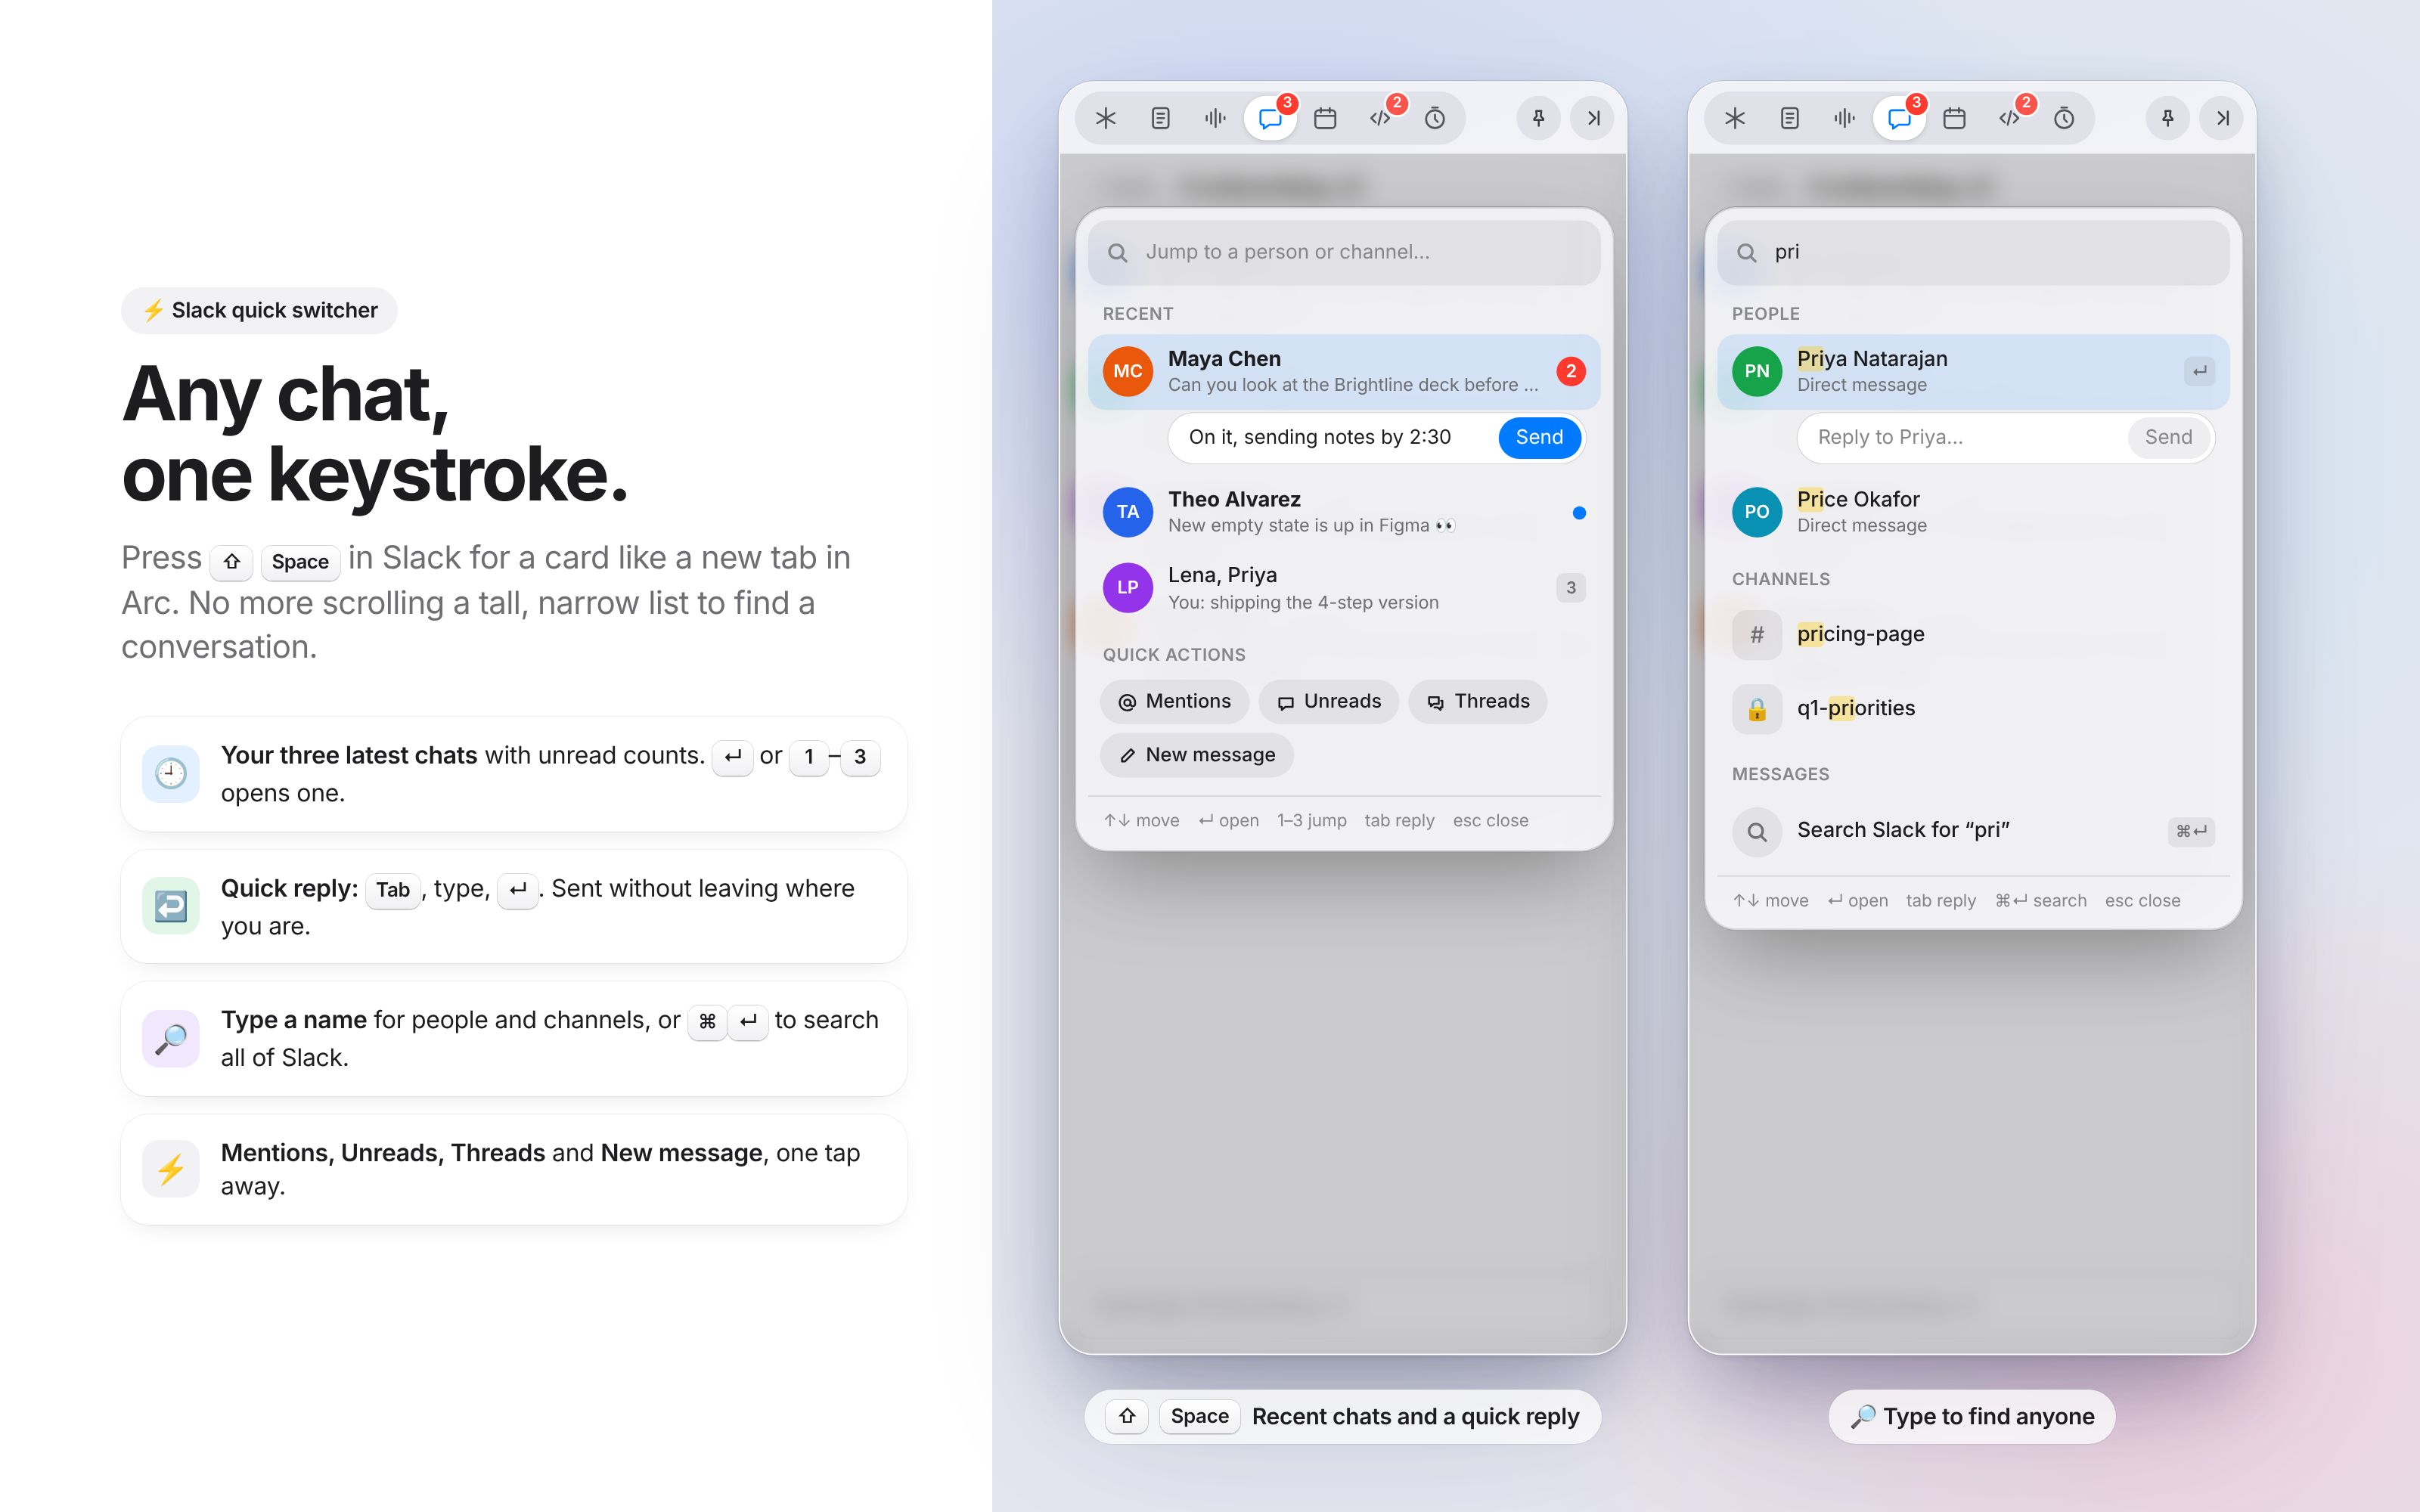 ⚡ Slack quick switcher
Any chat,
one keystroke.
Press ⇧ Space in Slack for a card like a new tab in
Arc. No more scrolling a tall, narrow list to find a
conversation.
Your three latest chats with unread counts. ↵ or 1–3
opens one.
Quick reply: Tab, type, ↵. Sent without leaving where
you are.
Type a name for people and channels, or ⌘ ↵ to search
all of Slack.
Mentions, Unreads, Threads and New message, one tap
away.
3
2
Jump to a person or channel...
RECENT
MC
Maya Chen
Can you look at the Brightline deck before ...
2
On it, sending notes by 2:30
Send
TA
Theo Alvarez
New empty state is up in Figma 👀
LP
Lena, Priya
You: shipping the 4-step version
3
QUICK ACTIONS
Mentions
Unreads
Threads
New message
↑↓ move ↵ open 1–3 jump tab reply esc close
⇧ Space Recent chats and a quick reply
3
2
pri
PEOPLE
PN
Priya Natarajan
Direct message
↵
Reply to Priya...
Send
PO
Price Okafor
Direct message
CHANNELS
# pricing-page
🔒 q1-priorities
MESSAGES
Search Slack for “pri”
⌘↵
↑↓ move ↵ open tab reply ⌘↵ search esc close
🔎 Type to find anyone